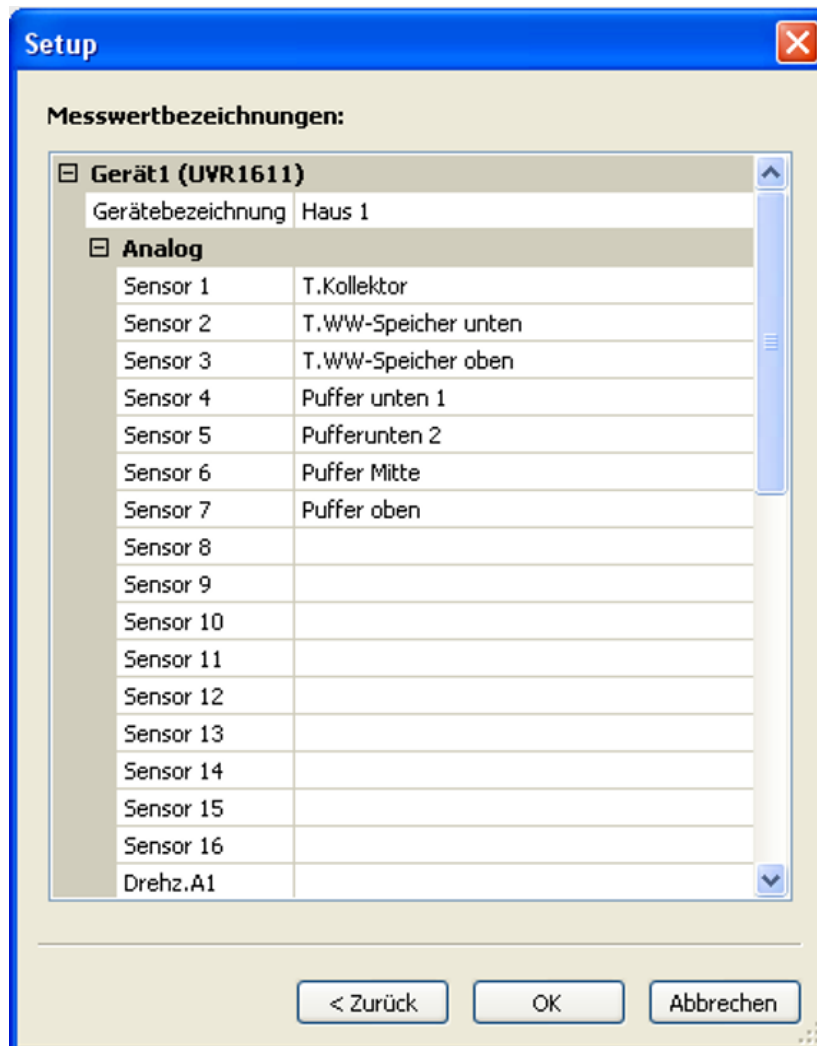 Setup
Messwertbezeichnungen:
Gerät1 (UVR1611)
Gerätebezeichnung Haus 1
Analog
Sensor 1 T.Kollektor
Sensor 2 T.WW-Speicher unten
Sensor 3 T.WW-Speicher oben
Sensor 4 Puffer unten 1
Sensor 5 Pufferunten 2
Sensor 6 Puffer Mitte
Sensor 7 Puffer oben
Sensor 8
Sensor 9
Sensor 10
Sensor 11
Sensor 12
Sensor 13
Sensor 14
Sensor 15
Sensor 16
Drehz.A1
< Zurück OK Abbrechen